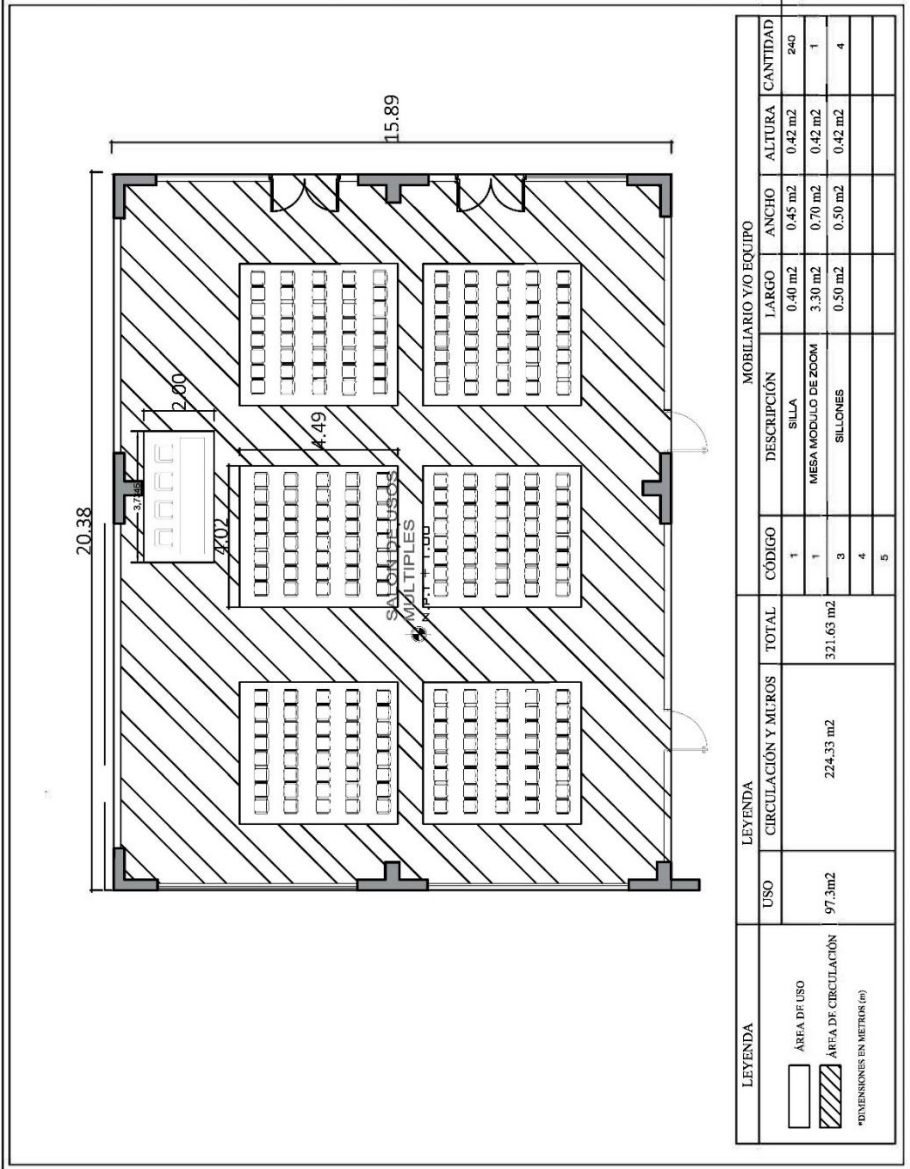 20.38
15.89
3,7345
2.00
4.02
4.49
SALON DE USOS
MULTIPLES
N.P.T + 1.00
LEYENDA
ÁREA DE USO
ÁREA DE CIRCULACIÓN
*DIMENSIONES EN METROS (m)
LEYENDA
USO CIRCULACIÓN Y MUROS TOTAL
97.3m2 224.33 m2 321.63 m2
MOBILIARIO Y/O EQUIPO
CÓDIGO DESCRIPCIÓN LARGO ANCHO ALTURA CANTIDAD
1 SILLA 0.40 m2 0.45 m2 0.42 m2 240
1 MESA MODULO DE ZOOM 3.30 m2 0.70 m2 0.42 m2 1
3 SILLONES 0.50 m2 0.50 m2 0.42 m2 4
4
5